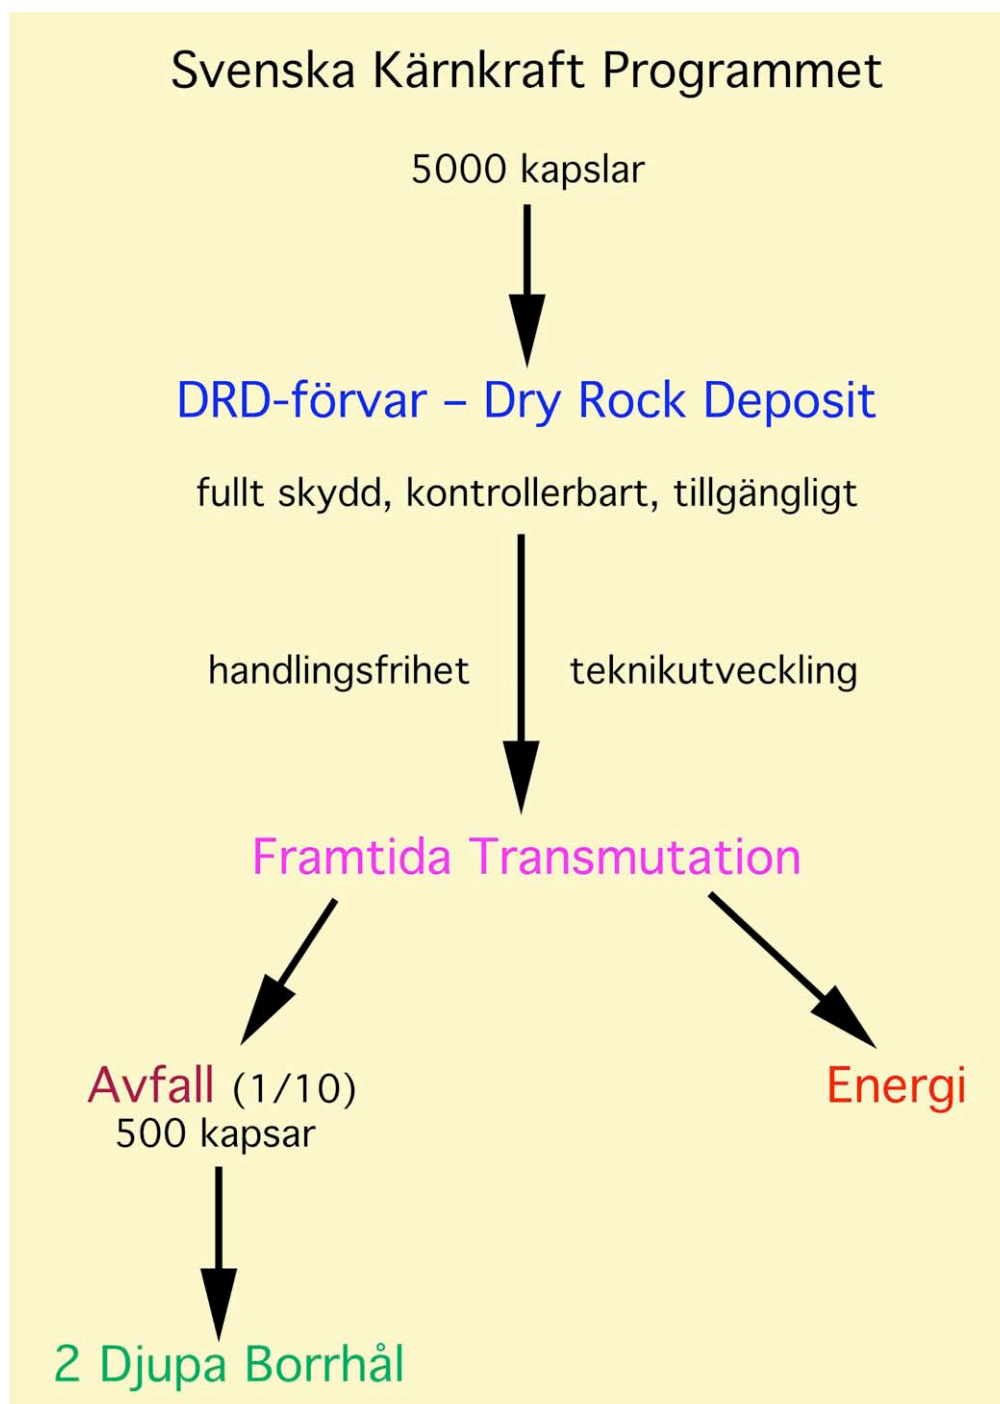 Svenska Kärnkraft Programmet
5000 kapslar
DRD-förvar – Dry Rock Deposit
fullt skydd, kontrollerbart, tillgängligt
handlingsfrihet
teknikutveckling
Framtida Transmutation
Avfall (1/10)
500 kapsar
Energi
2 Djupa Borrhål